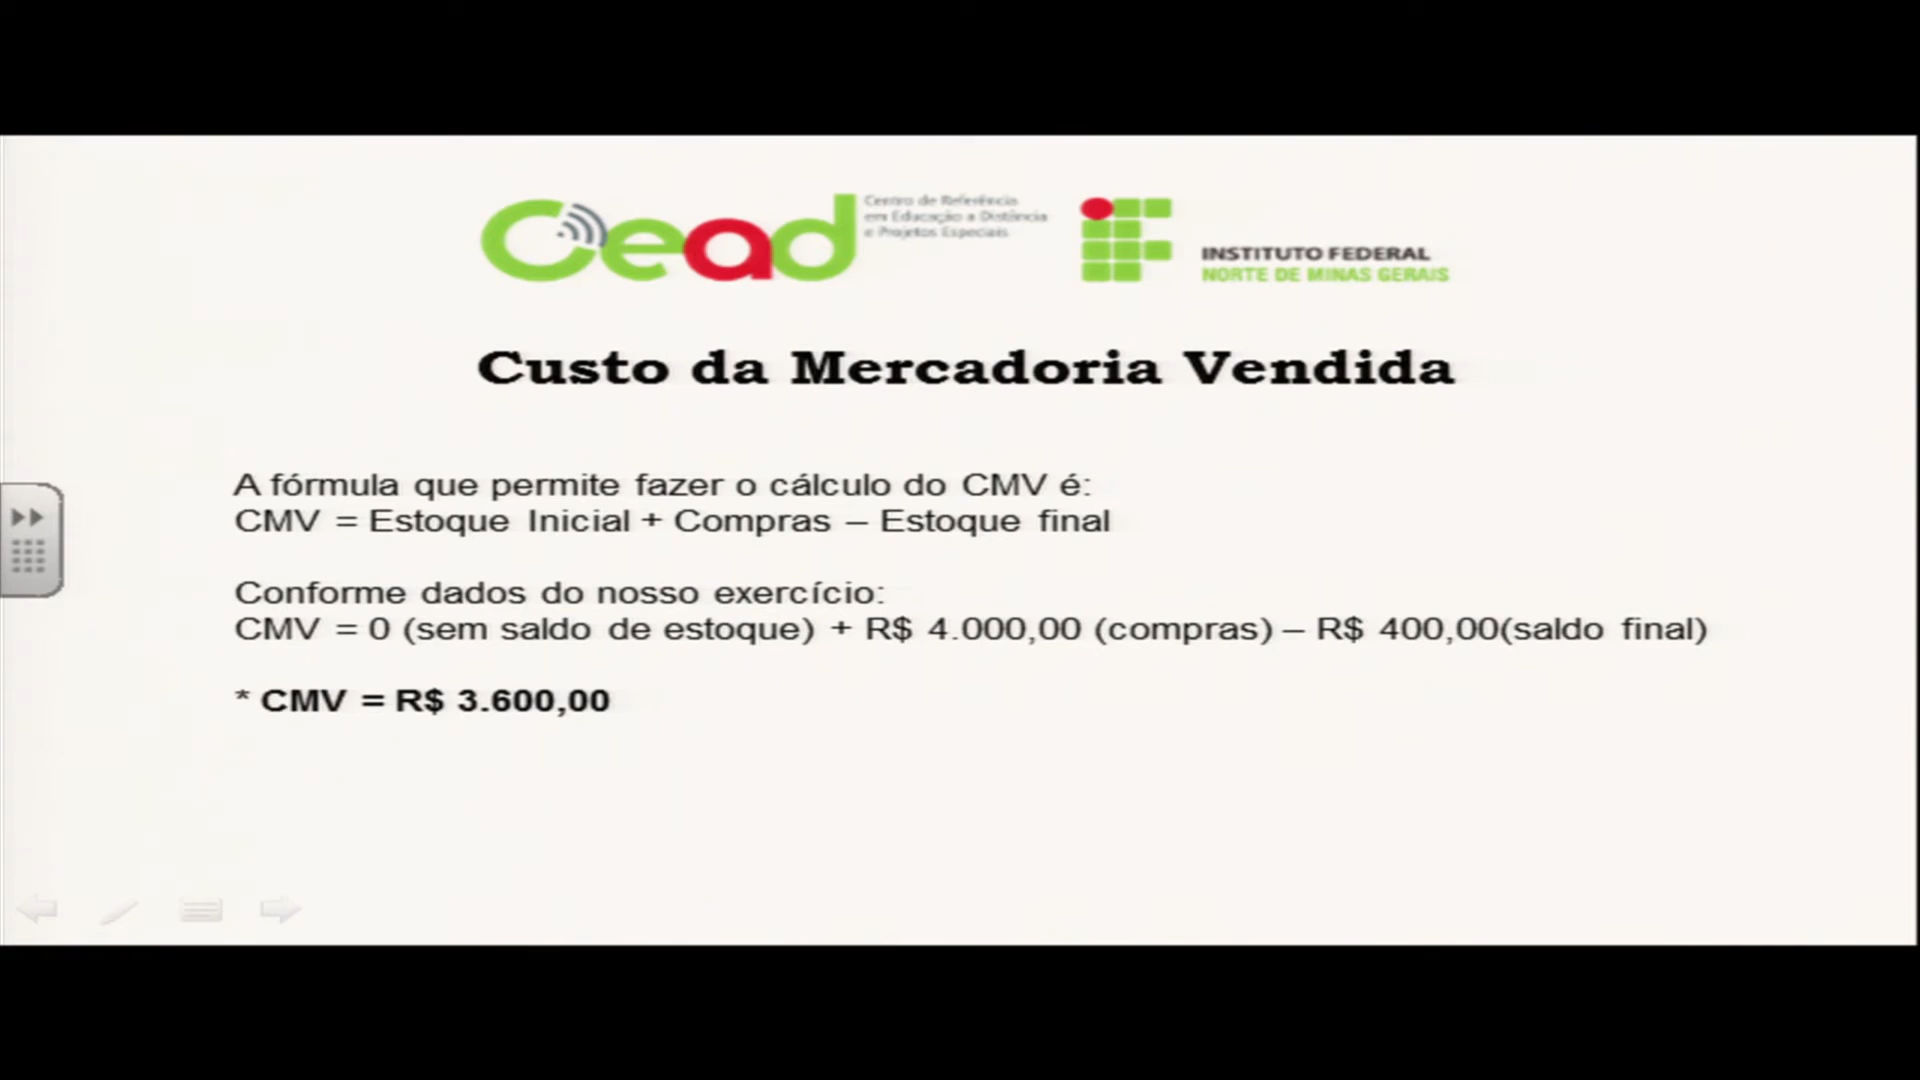 Cead
Centro de Referência
em Educação a Distância
e Projetos Especiais
INSTITUTO FEDERAL
NORTE DE MINAS GERAIS
Custo da Mercadoria Vendida
A fórmula que permite fazer o cálculo do CMV é:
CMV = Estoque Inicial + Compras – Estoque final
Conforme dados do nosso exercício:
CMV = 0 (sem saldo de estoque) + R$ 4.000,00 (compras) – R$ 400,00(saldo final)
* CMV = R$ 3.600,00